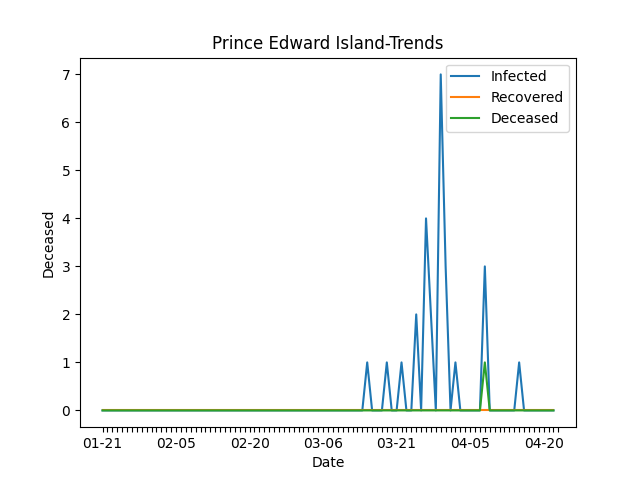 Prince Edward Island-Trends
Infected
Recovered
Deceased
7
6
5
4
3
2
1
0
Deceased
01-21 02-05 02-20 03-06 03-21 04-05 04-20
Date